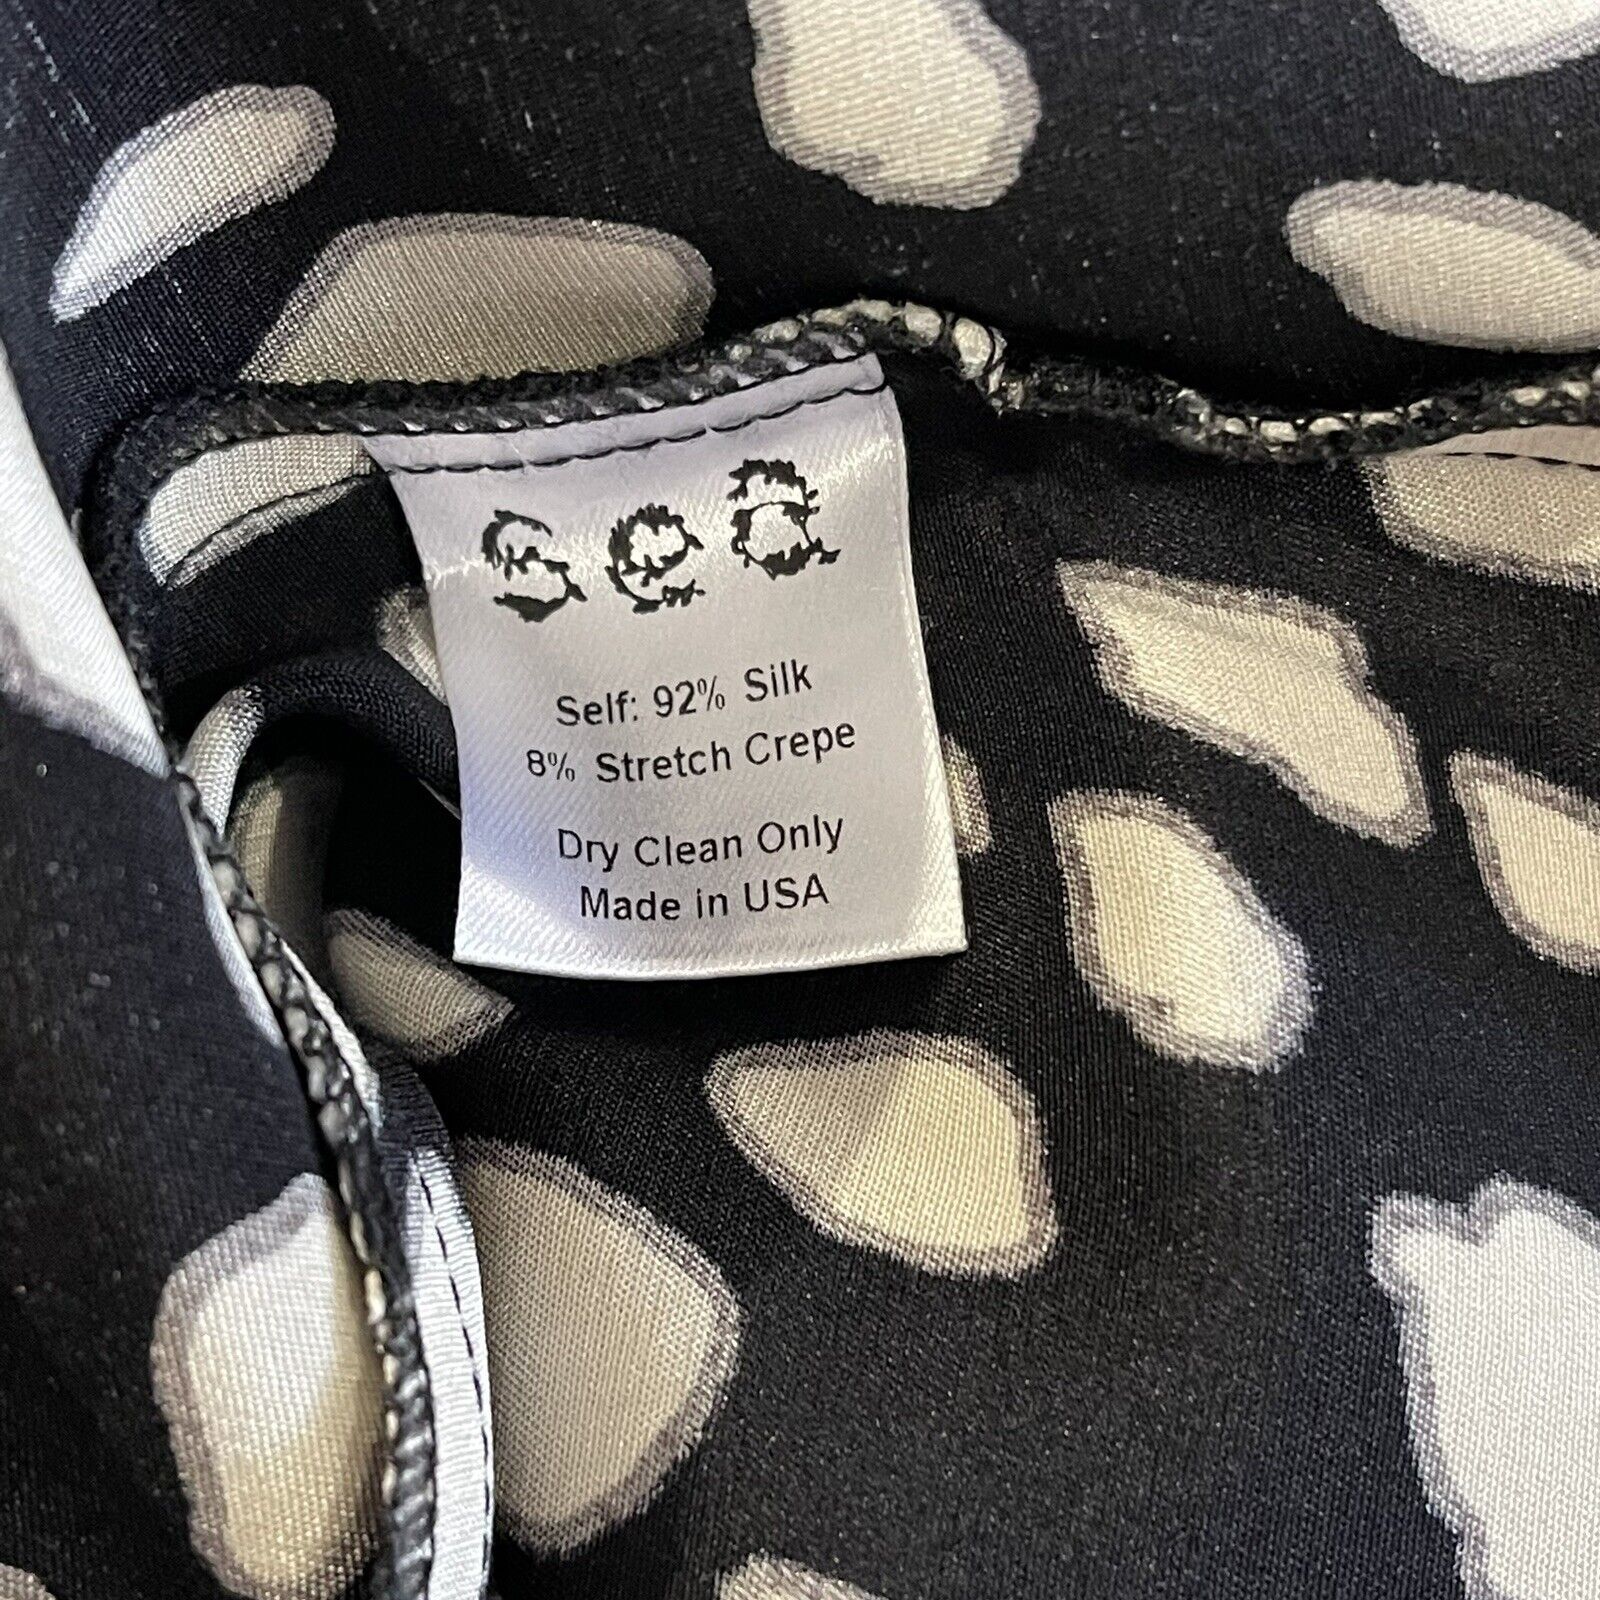 sea
Self: 92% Silk
8% Stretch Crepe
Dry Clean Only
Made in USA